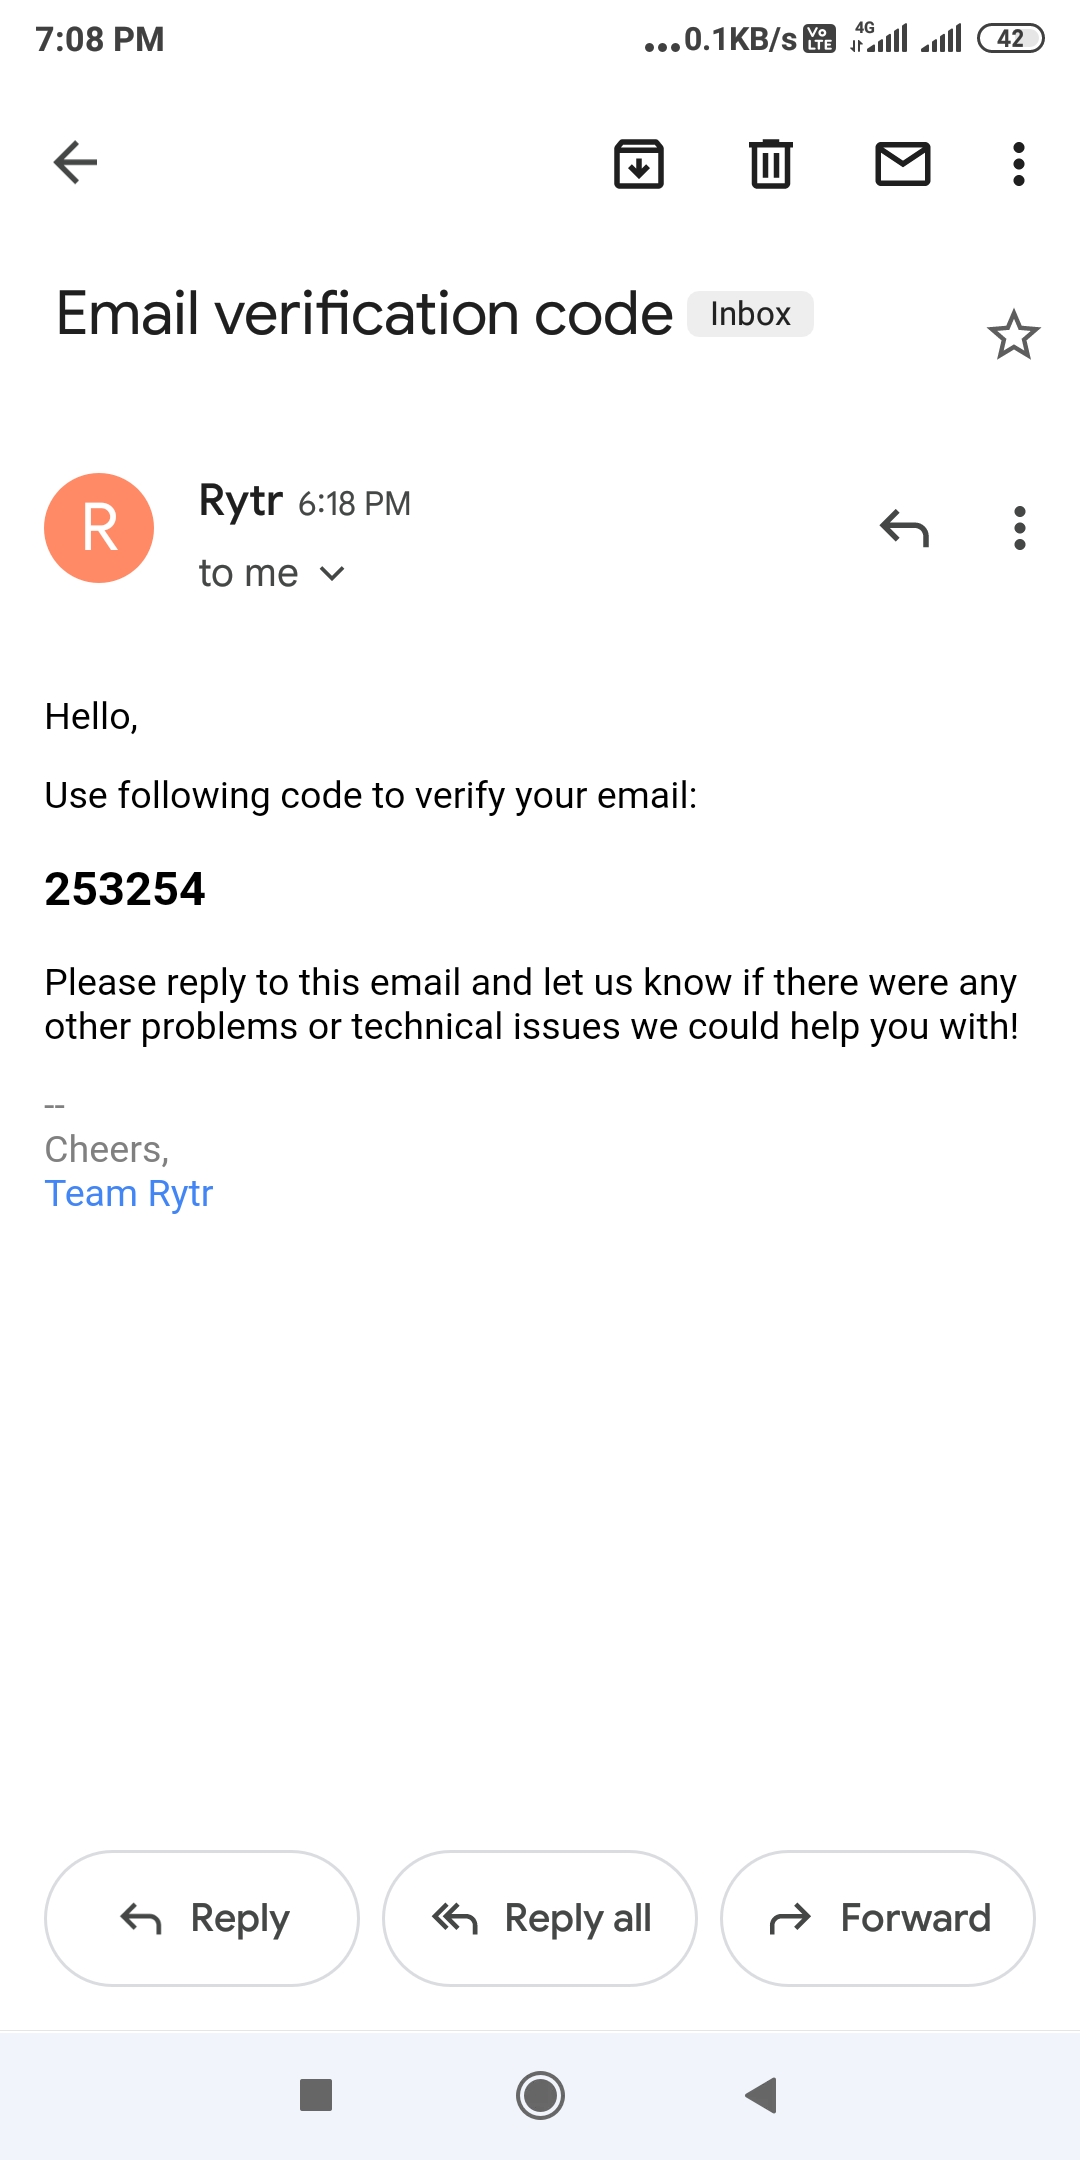 7:08 PM ...0.1KB/s Vo LTE 4G 42
Email verification code Inbox
R
Rytr 6:18 PM
to me
Hello,
Use following code to verify your email:
253254
Please reply to this email and let us know if there were any
other problems or technical issues we could help you with!
--
Cheers,
Team Rytr
Reply Reply all Forward